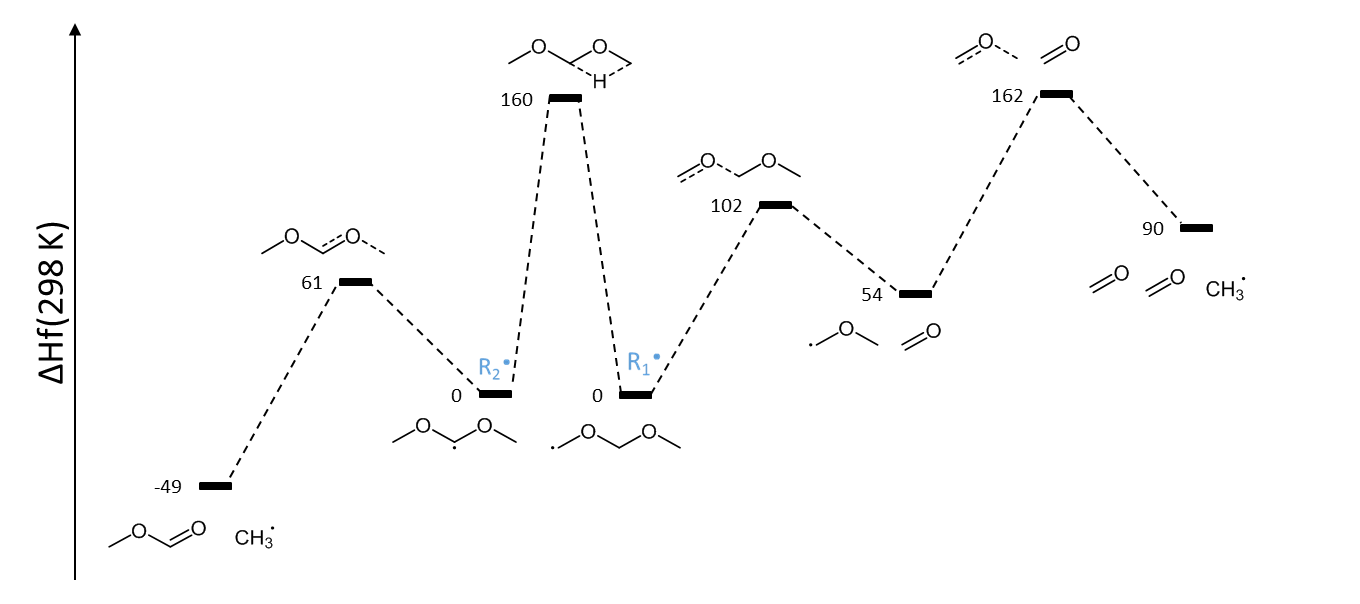 ΔHf(298 K)
O O
H
160
O O
162
O O
102
O O
61
90
O O CH3•
54
• O O
R2•
0
R1•
0
O O
•
• O O
-49
O O CH3•